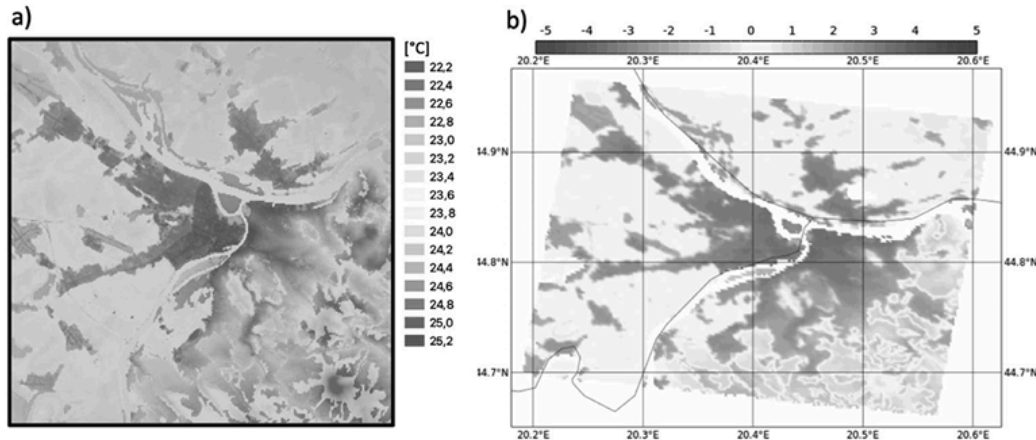 a)
[°C]
22,2
22,4
22,6
22,8
23,0
23,2
23,4
23,6
23,8
24,0
24,2
24,4
24,6
24,8
25,0
25,2
b)
-5 -4 -3 -2 -1 0 1 2 3 4 5
20.2°E 20.3°E 20.4°E 20.5°E 20.6°E
44.9°N 44.9°N
44.8°N 44.8°N
44.7°N 44.7°N
20.2°E 20.3°E 20.4°E 20.5°E 20.6°E